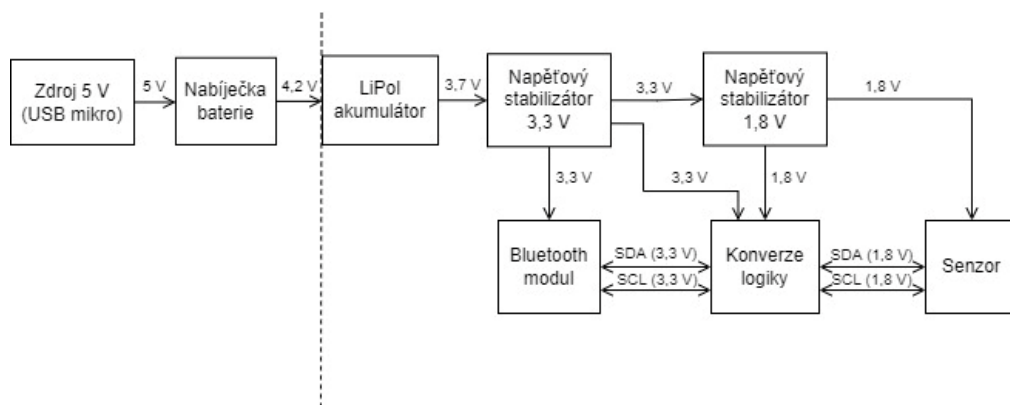 Zdroj 5 V
(USB mikro)
5 V
Nabíječka
baterie
4,2 V
LiPol
akumulátor
3,7 V
Napěťový
stabilizátor
3,3 V
3,3 V
Napěťový
stabilizátor
1,8 V
1,8 V
3,3 V
3,3 V
1,8 V
Bluetooth
modul
SDA (3,3 V)
SCL (3,3 V)
Konverze
logiky
SDA (1,8 V)
SCL (1,8 V)
Senzor